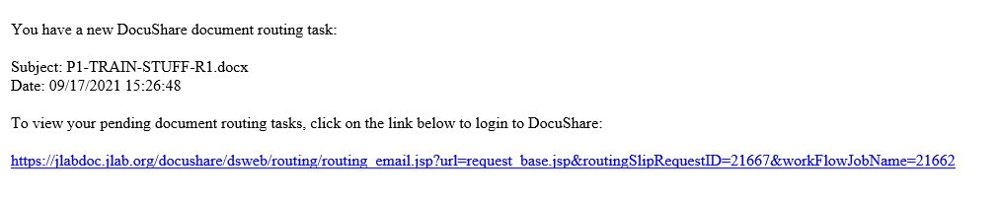 You have a new DocuShare document routing task:
Subject: P1-TRAIN-STUFF-R1.docx
Date: 09/17/2021 15:26:48
To view your pending document routing tasks, click on the link below to login to DocuShare:
https://jlabdoc.jlab.org/docushare/dsweb/routing/routing_email.jsp?url=request_base.jsp&routingSlipRequestID=21667&workFlowJobName=21662